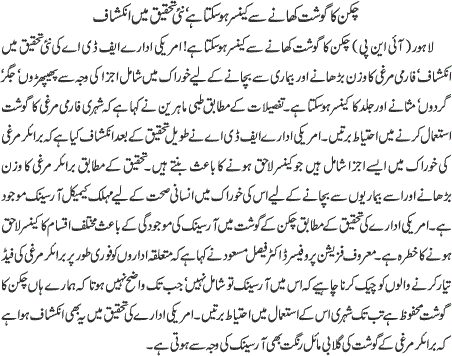 چکن کا گوشت کھانے سے کینسر ہو سکتا ہے‘ نئی تحقیق میں انکشاف
لاہور (آئی این پی) چکن کا گوشت کھانے سے کینسر ہو سکتا ہے! امریکی ادارے ایف ڈی اے کی نئی تحقیق میں
انکشاف‘ فارمی مرغی کا وزن بڑھانے اور بیماری سے بچانے کے لیے خوراک میں شامل اجزا کی وجہ سے پھیپھڑوں‘ جگر‘
گردوں‘ مثانے اور جلد کا کینسر ہو سکتا ہے۔ تفصیلات کے مطابق طبی ماہرین نے کہا ہے کہ شہری فارمی مرغی کا گوشت
استعمال کرنے میں احتیاط برتیں۔ امریکی ادارے ایف ڈی اے نے طویل تحقیق کے بعد انکشاف کیا ہے کہ برائلر مرغی
کی خوراک میں ایسے اجزا شامل ہیں جو کینسر لاحق ہونے کا باعث بنتے ہیں۔ تحقیق کے مطابق برائلر مرغی کا وزن
بڑھانے اور اسے بیماریوں سے بچانے کے لیے اس کی خوراک میں انسانی صحت کے لیے مہلک کیمیکل آرسینک موجود
ہے۔ امریکی ادارے کی تحقیق کے مطابق چکن کے گوشت میں آرسینک کی موجودگی کے باعث مختلف اقسام کا کینسر لاحق
ہونے کا خطرہ ہے۔ معروف فزیشن پروفیسر ڈاکٹر فیصل مسعود نے کہا ہے کہ متعلقہ اداروں کو فوری طور پر برائلر مرغی کی فیڈ
تیار کرنے والوں کو چیک کرنا چاہیے کہ اس میں آرسینک تو شامل نہیں‘ جب تک واضح نہیں ہوتا کہ ہمارے ہاں چکن کا
گوشت محفوظ ہے تب تک شہری اس کے استعمال میں احتیاط برتیں۔ امریکی ادارے کی تحقیق میں یہ بھی انکشاف ہوا ہے
کہ برائلر مرغی کے گوشت کی گلابی مائل رنگت بھی آرسینک کی وجہ سے ہوتی ہے۔